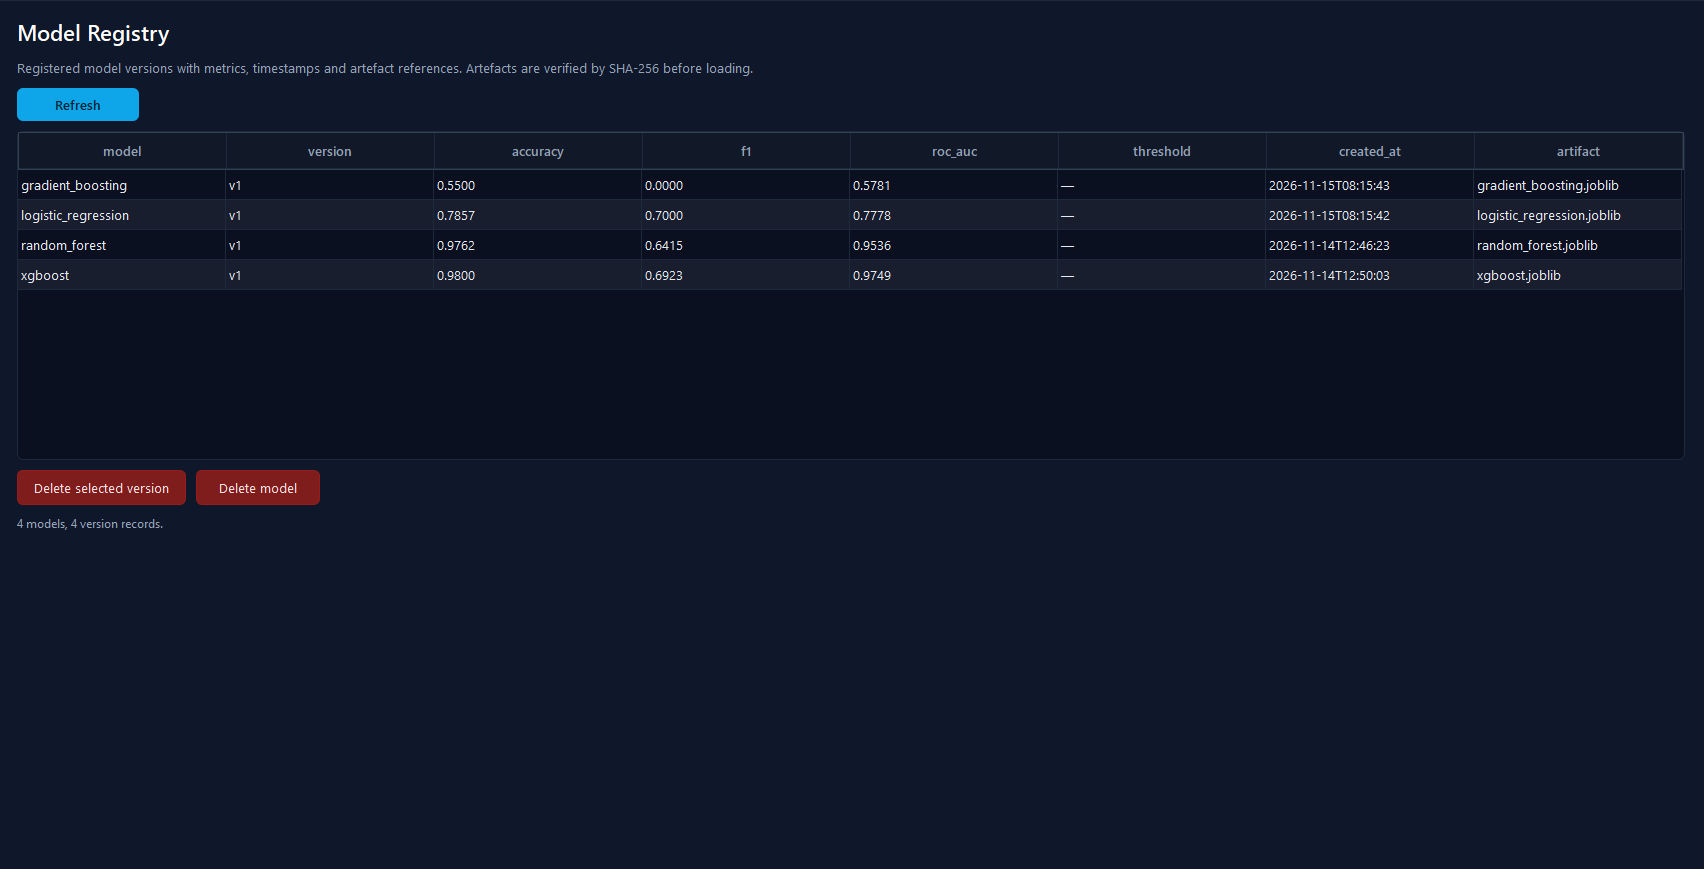 Model Registry
Registered model versions with metrics, timestamps and artefact references. Artefacts are verified by SHA-256 before loading.
Refresh
model version accuracy f1 roc_auc threshold created_at artifact
gradient_boosting v1 0.5500 0.0000 0.5781 — 2026-11-15T08:15:43 gradient_boosting.joblib
logistic_regression v1 0.7857 0.7000 0.7778 — 2026-11-15T08:15:42 logistic_regression.joblib
random_forest v1 0.9762 0.6415 0.9536 — 2026-11-14T12:46:23 random_forest.joblib
xgboost v1 0.9800 0.6923 0.9749 — 2026-11-14T12:50:03 xgboost.joblib
Delete selected version Delete model
4 models, 4 version records.